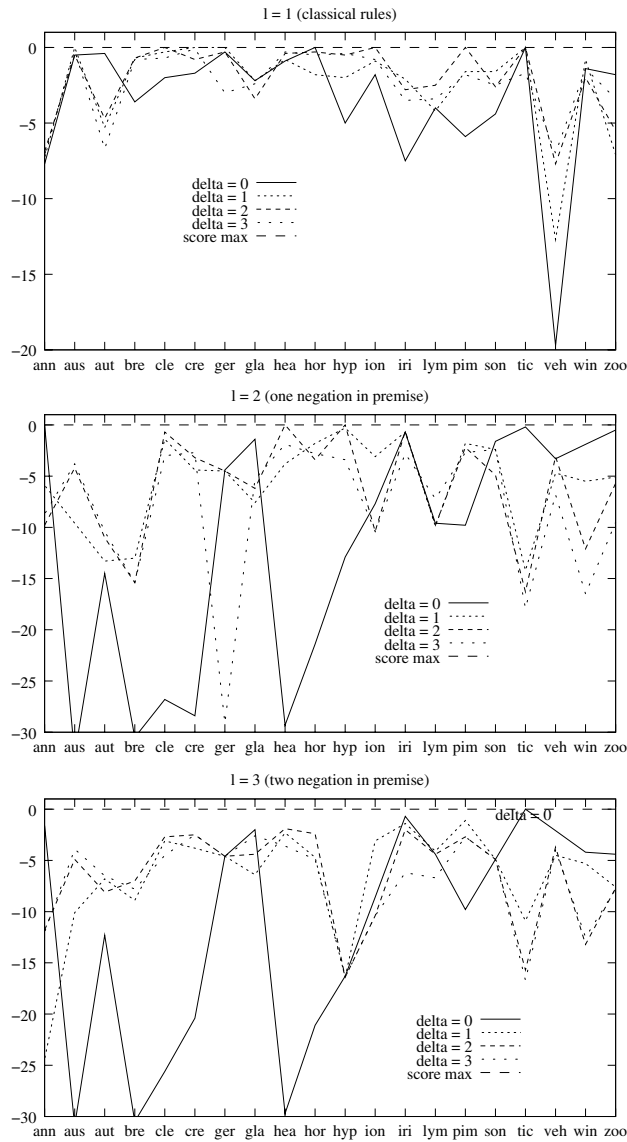 l = 1 (classical rules)
0
−5
−10
−15
−20
delta = 0
delta = 1
delta = 2
delta = 3
score max
ann aus aut bre cle cre ger gla hea hor hyp ion iri lym pim son tic veh win zoo
l = 2 (one negation in premise)
0
−5
−10
−15
−20
−25
−30
delta = 0
delta = 1
delta = 2
delta = 3
score max
ann aus aut bre cle cre ger gla hea hor hyp ion iri lym pim son tic veh win zoo
l = 3 (two negation in premise)
0
delta = 0
−5
−10
−15
−20
−25
−30
delta = 0
delta = 1
delta = 2
delta = 3
score max
ann aus aut bre cle cre ger gla hea hor hyp ion iri lym pim son tic veh win zoo